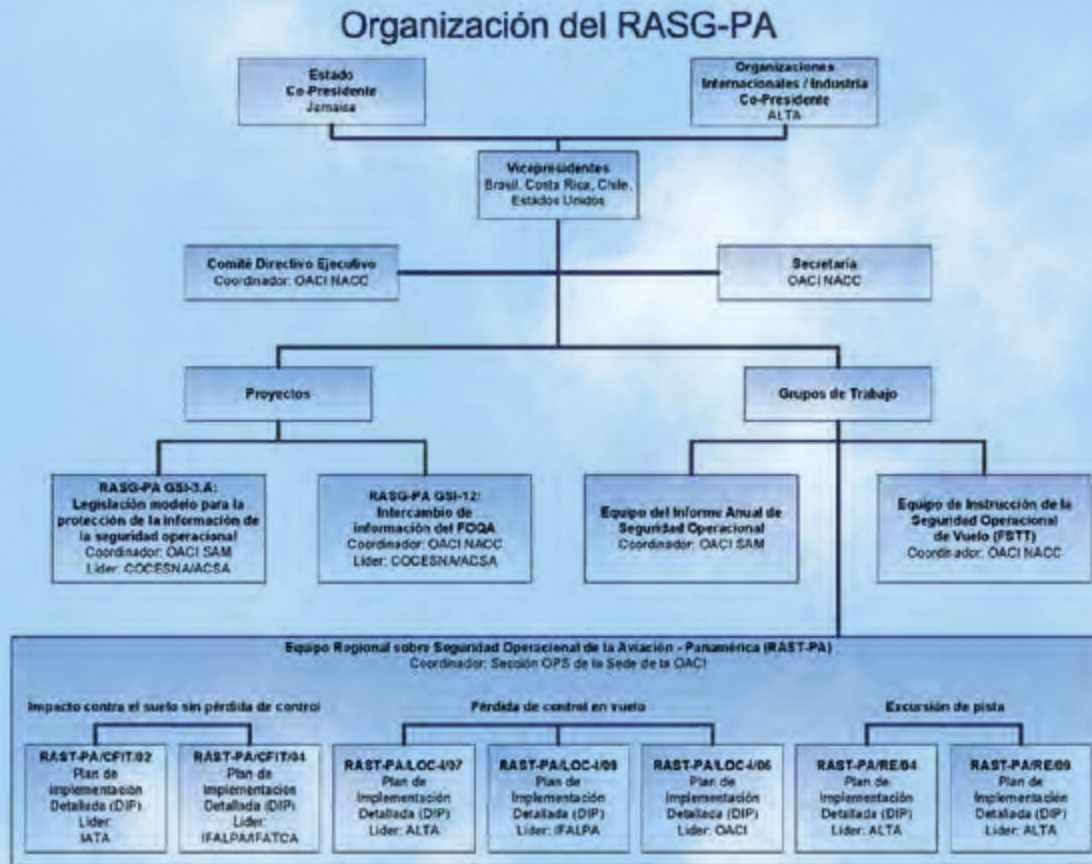 Organización del RASG-PA
Estado
Co-Presidente
Jamaica
Organizaciones
Internacionales / Industria
Co-Presidente
ALTA
Vicepresidentes
Brasil, Costa Rica, Chile,
Estados Unidos
Comité Directivo Ejecutivo
Coordinador: OACI NACC
Secretaría
OACI NACC
Proyectos
Grupos de Trabajo
RASG-PA GSI-3.A:
Legislación modelo para la
protección de la información de
la seguridad operacional
Coordinador: OACI SAM
Líder: COCESNA/ACSA
RASG-PA GSI-12:
Intercambio de
información del FOQA
Coordinador: OACI NACC
Líder: COCESNA/ACSA
Equipo del Informe Anual de
Seguridad Operacional
Coordinador: OACI SAM
Equipo de Instrucción de la
Seguridad Operacional
de Vuelo (FSTT)
Coordinador: OACI NACC
Equipo Regional sobre Seguridad Operacional de la Aviación - Panamérica (RAST-PA)
Coordinador: Sección OPS de la Sede de la OACI
Impacto contra el suelo sin pérdida de control
RAST-PA/CFIT/02
Plan de
Implementación
Detallada (DIP)
Líder:
IATA
RAST-PA/CFIT/04
Plan de
Implementación
Detallada (DIP)
Líder:
IFALPA/IFATCA
Pérdida de control en vuelo
RAST-PA/LOC-I/07
Plan de
Implementación
Detallada (DIP)
Líder: ALTA
Plan de
Implementación
Detallada (DIP)
Líder: IFALPA
RAST-PA/LOC-I/06
Plan de
Implementación
Detallada (DIP)
Líder: OACI
Excursión de pista
RAST-PA/RE/04
Plan de
Implementación
Detallada (DIP)
Líder: ALTA
RAST-PA/RE/09
Plan de
Implementación
Detallada (DIP)
Líder: ALTA